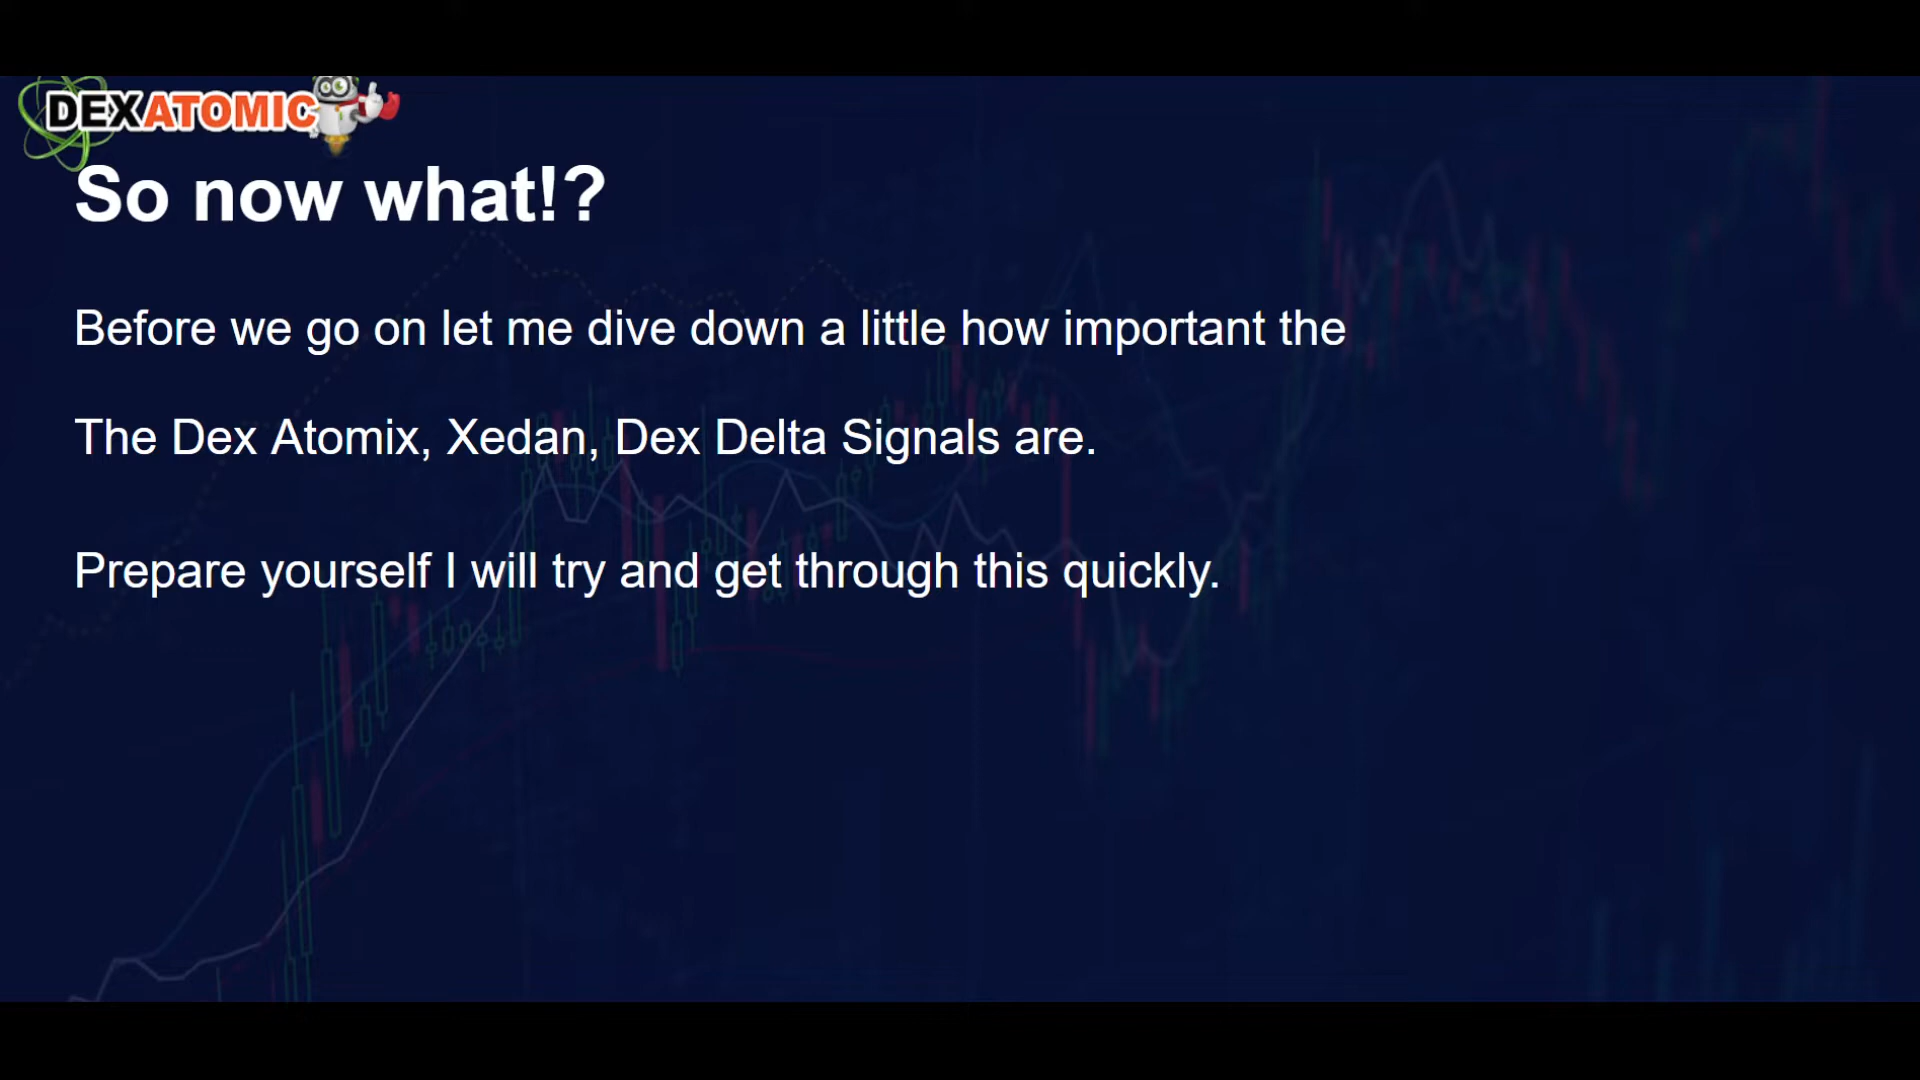 DEXATOMIC
So now what!?
Before we go on let me dive down a little how important the
The Dex Atomix, Xedan, Dex Delta Signals are.
Prepare yourself I will try and get through this quickly.